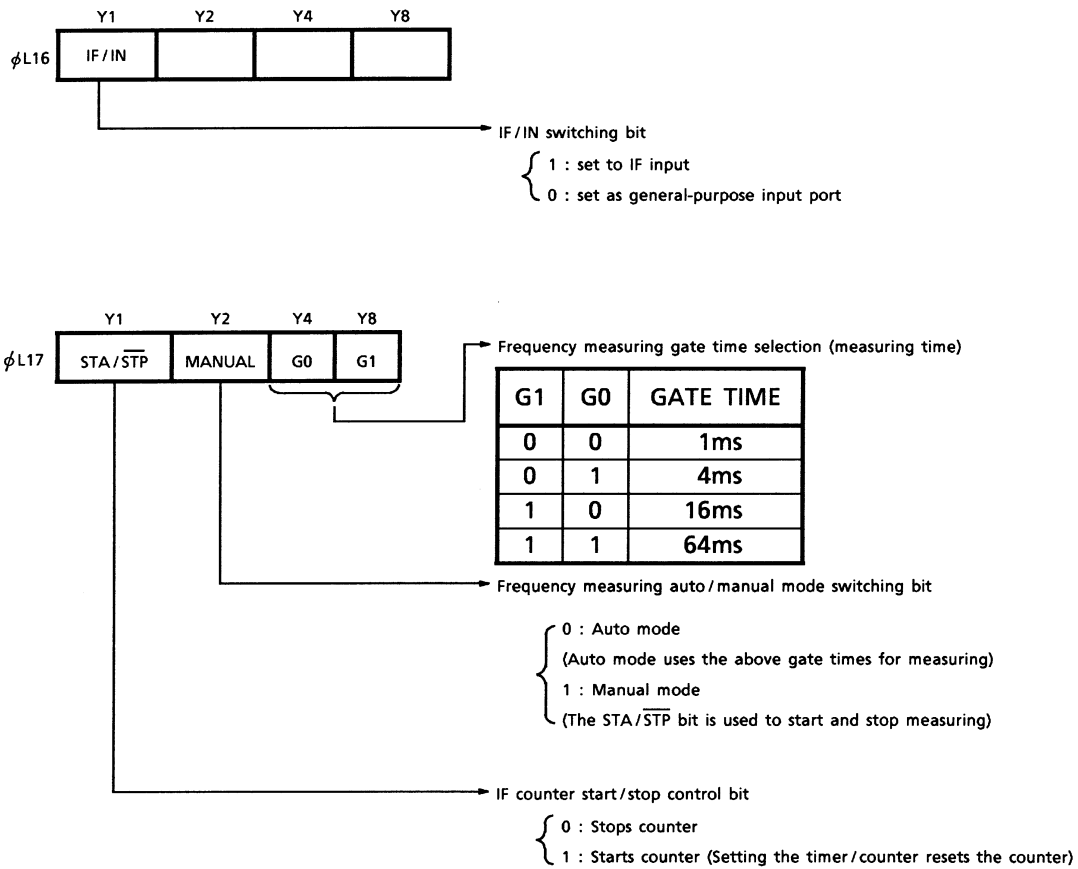 Y1 Y2 Y4 Y8
ϕL16 IF/IN
IF/IN switching bit
1 : set to IF input
0 : set as general-purpose input port
Y1 Y2 Y4 Y8
ϕL17 STA/S̅T̅P̅ MANUAL G0 G1
Frequency measuring gate time selection (measuring time)
G1 G0 GATE TIME
0 0 1ms
0 1 4ms
1 0 16ms
1 1 64ms
Frequency measuring auto/manual mode switching bit
0 : Auto mode
(Auto mode uses the above gate times for measuring)
1 : Manual mode
(The STA/S̅T̅P̅ bit is used to start and stop measuring)
IF counter start/stop control bit
0 : Stops counter
1 : Starts counter (Setting the timer/counter resets the counter)